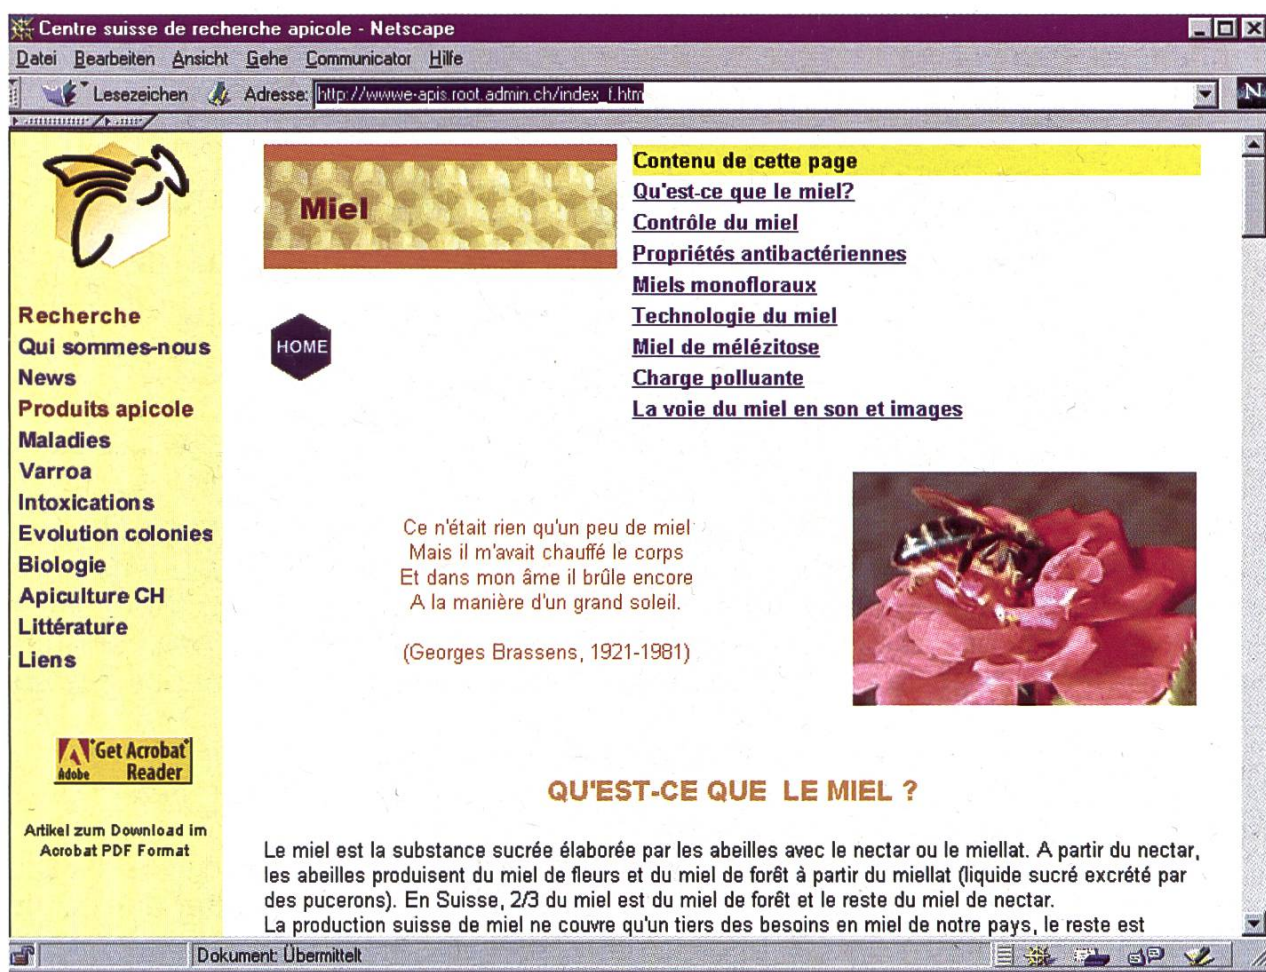 Centre suisse de recherche apicole - Netscape
Datei Bearbeiten Ansicht Gehe Communicator Hilfe
Lesezeichen Adresse: http://wwwe-apis.root.admin.ch/index_f.htm
N
Miel
HOME
Contenu de cette page
Qu'est-ce que le miel?
Contrôle du miel
Propriétés antibactériennes
Miels monofloraux
Technologie du miel
Miel de mélézitose
Charge polluante
La voie du miel en son et images
Recherche
Qui sommes-nous
News
Produits apicole
Maladies
Varroa
Intoxications
Evolution colonies
Biologie
Apiculture CH
Littérature
Liens
Get Acrobat
Adobe Reader
Artikel zum Download im
Acrobat PDF Format
Ce n'était rien qu'un peu de miel
Mais il m'avait chauffé le corps
Et dans mon âme il brûle encore
A la manière d'un grand soleil.
(Georges Brassens, 1921-1981)
QU'EST-CE QUE LE MIEL ?
Le miel est la substance sucrée élaborée par les abeilles avec le nectar ou le miellat. A partir du nectar,
les abeilles produisent du miel de fleurs et du miel de forêt à partir du miellat (liquide sucré excrété par
des pucerons). En Suisse, 2/3 du miel est du miel de forêt et le reste du miel de nectar.
La production suisse de miel ne couvre qu'un tiers des besoins en miel de notre pays, le reste est
Dokument: Übermittelt